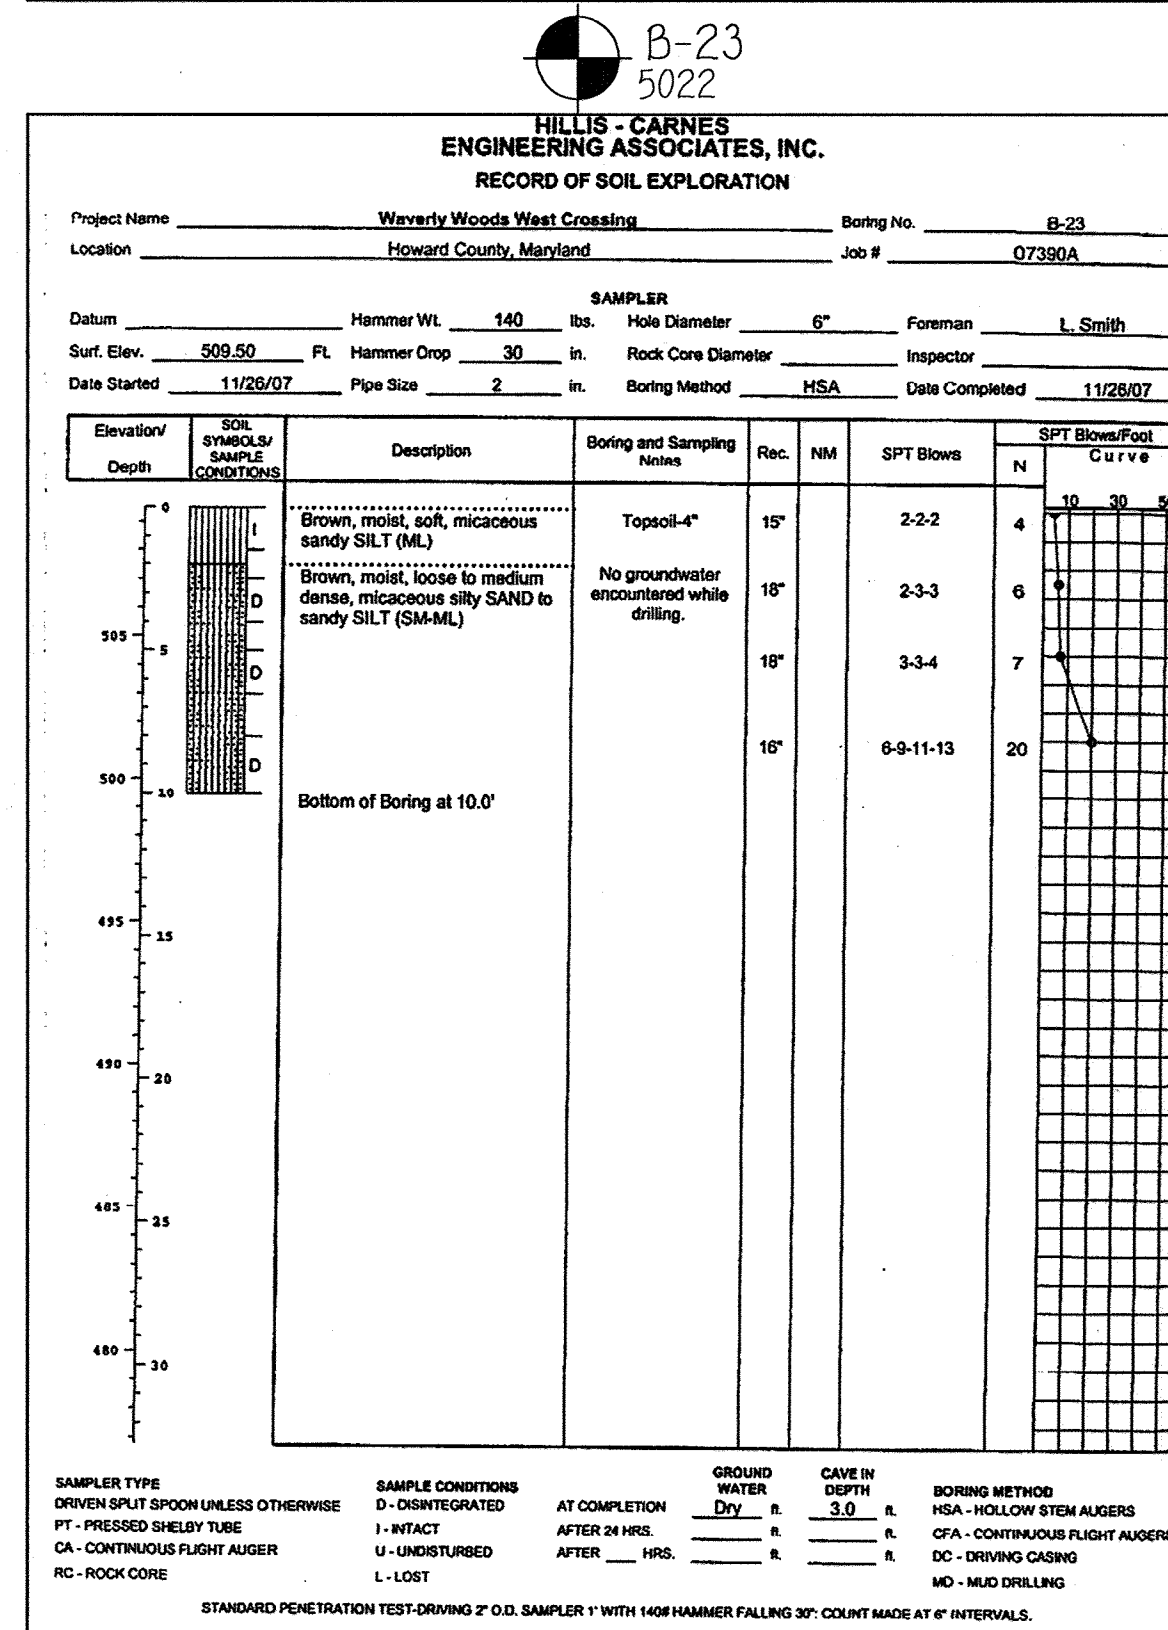 B-23
5022
HILLIS - CARNES
ENGINEERING ASSOCIATES, INC.
RECORD OF SOIL EXPLORATION
Project Name Waverly Woods West Crossing Boring No. B-23
Location Howard County, Maryland Job # 07390A
SAMPLER
Datum Hammer Wt. 140 lbs. Hole Diameter 6" Foreman L. Smith
Surf. Elev. 509.50 Ft. Hammer Drop 30 in. Rock Core Diameter Inspector
Date Started 11/26/07 Pipe Size 2 in. Boring Method HSA Date Completed 11/26/07
Elevation/ Depth SOIL SYMBOLS/ SAMPLE CONDITIONS Description Boring and Sampling Notes Rec. NM SPT Blows N SPT Blows/Foot Curve
10 30 50
0 I Brown, moist, soft, micaceous Topsoil-4" 15" 2-2-2 4
sandy SILT (ML)
Brown, moist, loose to medium No groundwater
D dense, micaceous silty SAND to encountered while 18" 2-3-3 6
sandy SILT (SM-ML) drilling.
505
5 D 18" 3-3-4 7
D 16" 6-9-11-13 20
500
10 Bottom of Boring at 10.0'
495
15
490
20
485
25
480
30
SAMPLER TYPE SAMPLE CONDITIONS GROUND WATER CAVE IN DEPTH BORING METHOD
DRIVEN SPLIT SPOON UNLESS OTHERWISE D - DISINTEGRATED AT COMPLETION Dry ft. 3.0 ft. HSA - HOLLOW STEM AUGERS
PT - PRESSED SHELBY TUBE I - INTACT AFTER 24 HRS. ft. ft. CFA - CONTINUOUS FLIGHT AUGERS
CA - CONTINUOUS FLIGHT AUGER U - UNDISTURBED AFTER HRS. ft. ft. DC - DRIVING CASING
RC - ROCK CORE L - LOST MD - MUD DRILLING
STANDARD PENETRATION TEST-DRIVING 2" O.D. SAMPLER 1' WITH 140# HAMMER FALLING 30": COUNT MADE AT 6" INTERVALS.